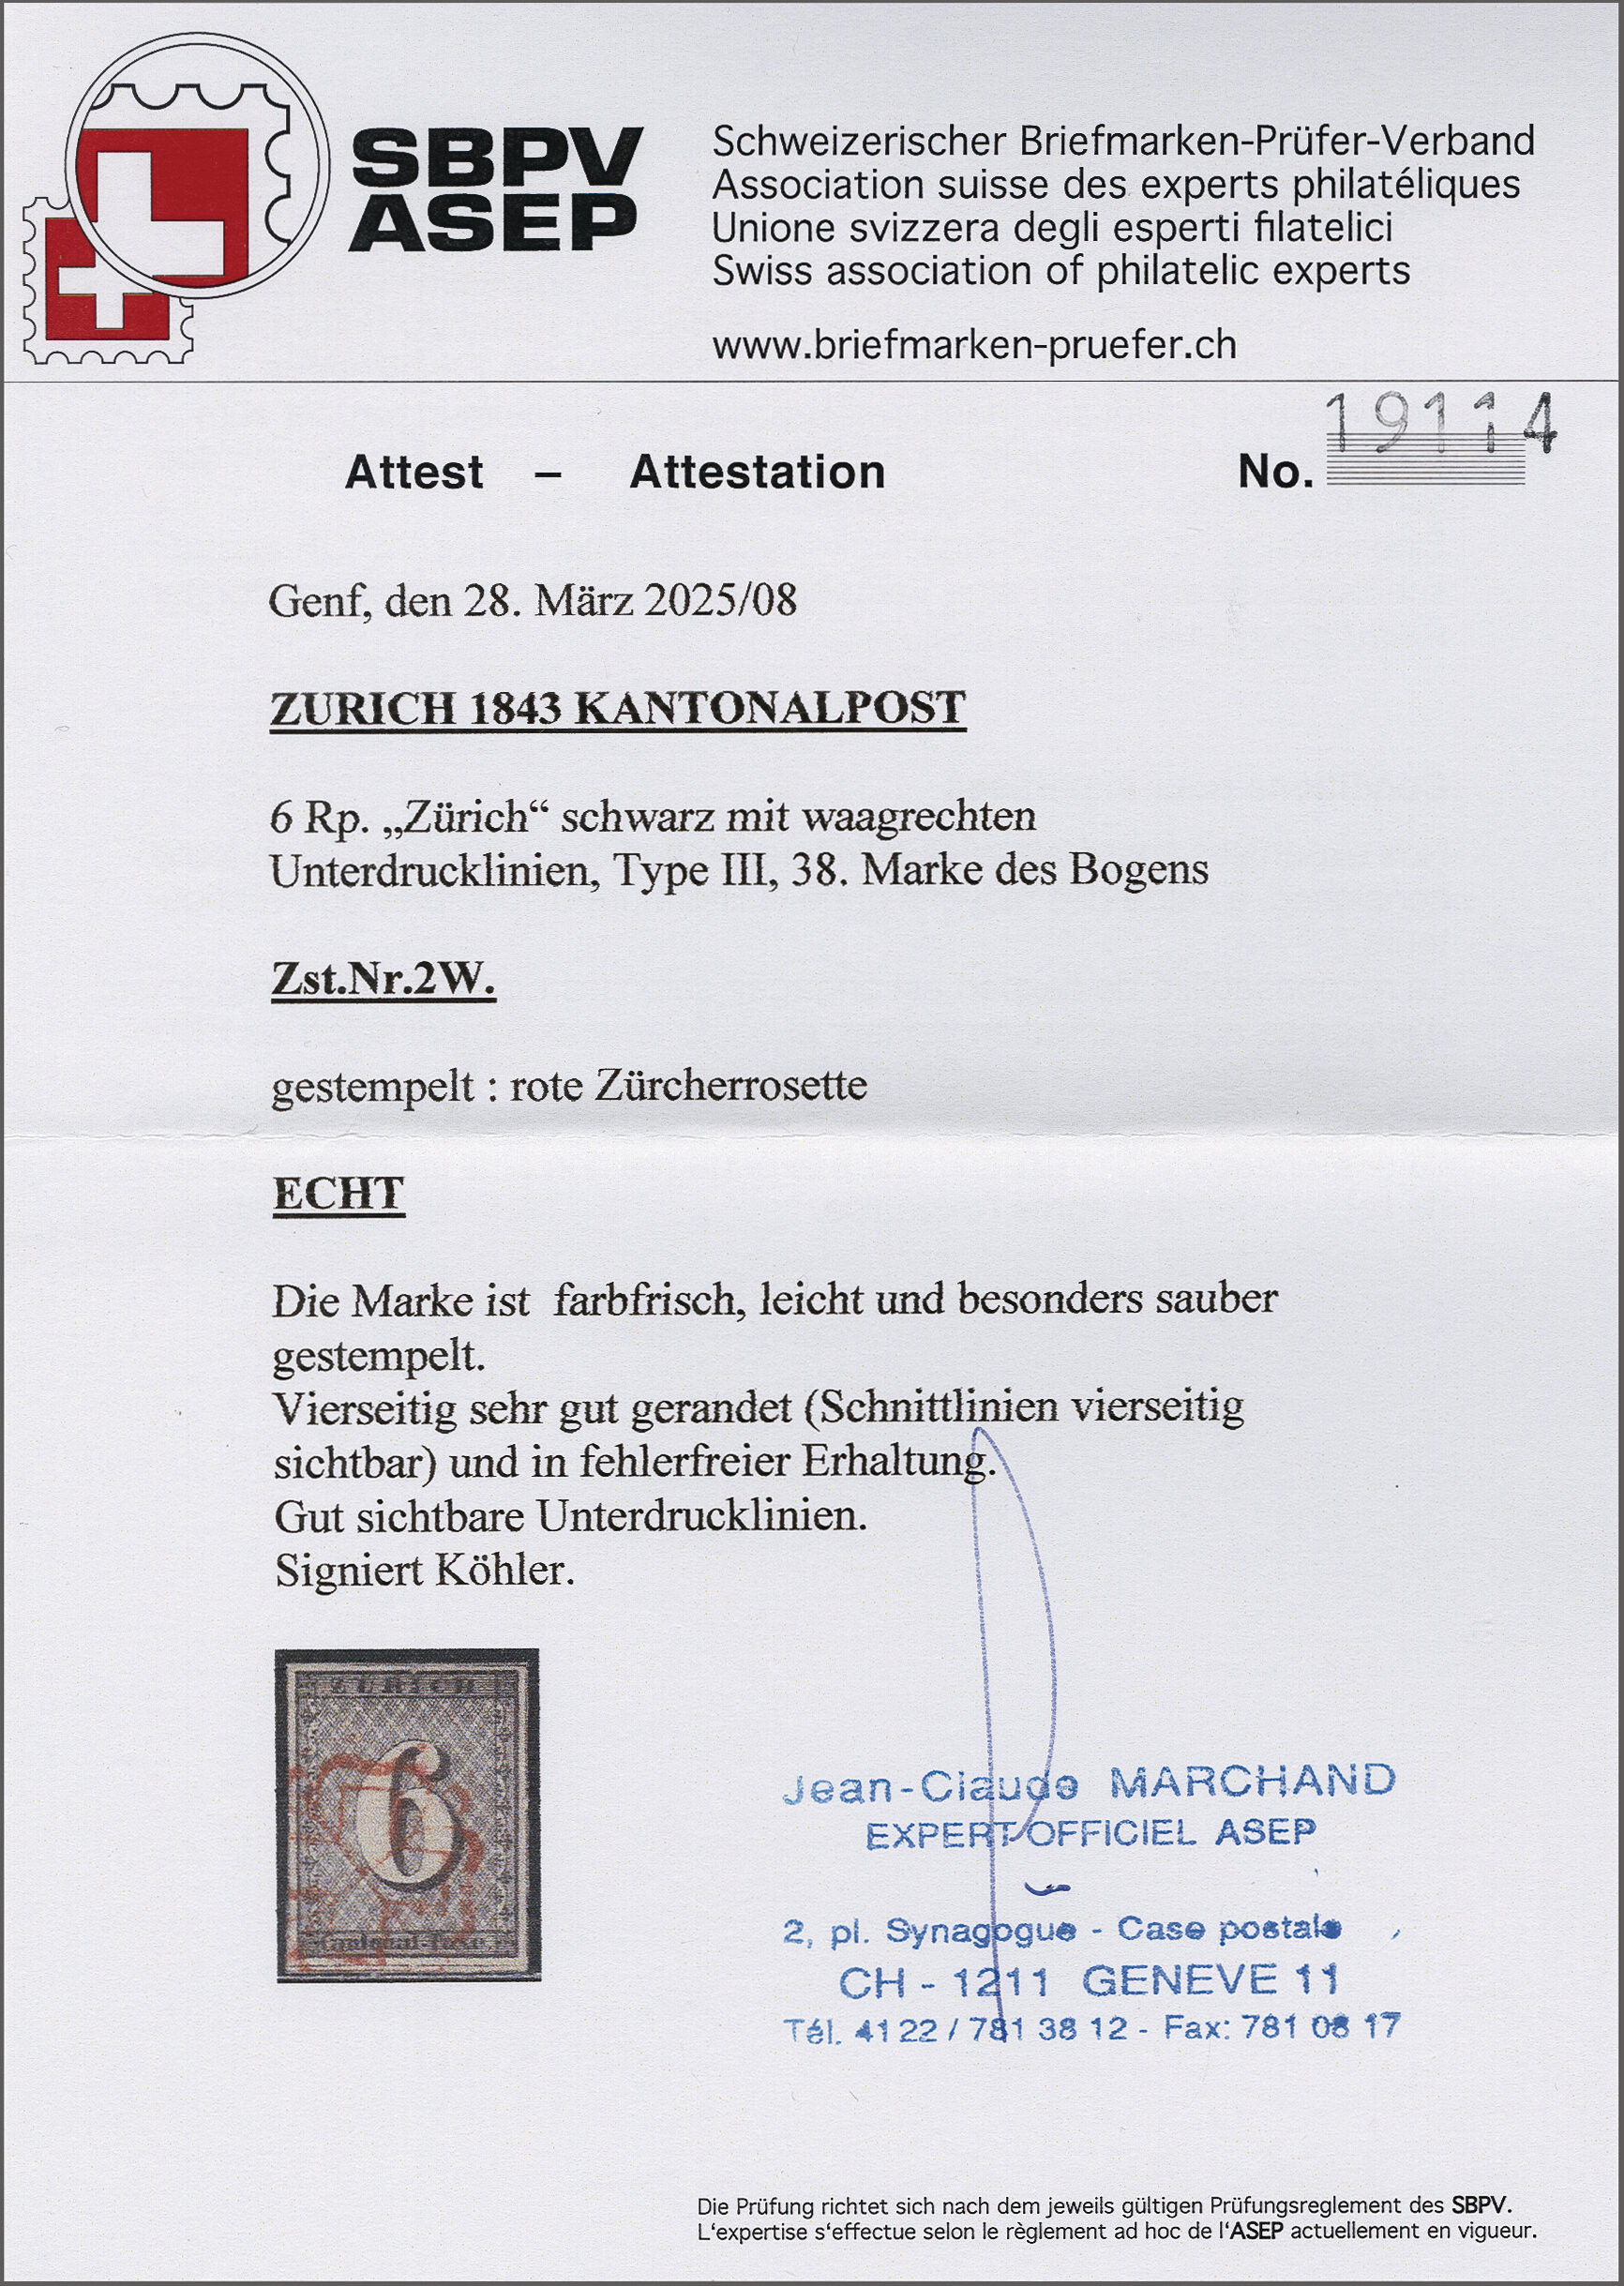 SBPV
ASEP
Schweizerischer Briefmarken-Prüfer-Verband
Association suisse des experts philatéliques
Unione svizzera degli esperti filatelici
Swiss association of philatelic experts
www.briefmarken-pruefer.ch
Attest – Attestation No. 19114
Genf, den 28. März 2025/08
ZURICH 1843 KANTONALPOST
6 Rp. „Zürich“ schwarz mit waagrechten
Unterdrucklinien, Type III, 38. Marke des Bogens
Zst.Nr.2W.
gestempelt : rote Zürcherrosette
ECHT
Die Marke ist farbfrisch, leicht und besonders sauber
gestempelt.
Vierseitig sehr gut gerandet (Schnittlinien vierseitig
sichtbar) und in fehlerfreier Erhaltung.
Gut sichtbare Unterdrucklinien.
Signiert Köhler.
ZURICH
6
Cantonal-Taxe
Jean-Claude MARCHAND
EXPERT OFFICIEL ASEP
2, pl. Synagogue - Case postale
CH - 1211 GENEVE 11
Tél. 41 22 / 781 38 12 - Fax: 781 08 17
Die Prüfung richtet sich nach dem jeweils gültigen Prüfungsreglement des SBPV.
L‘expertise s‘effectue selon le règlement ad hoc de l‘ASEP actuellement en vigueur.